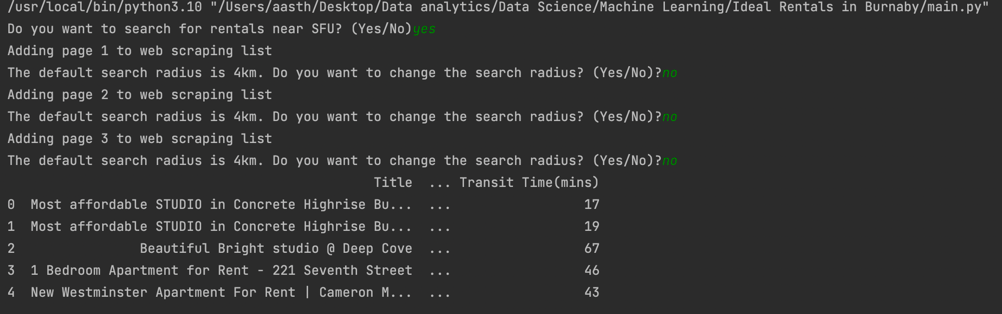 /usr/local/bin/python3.10 "/Users/aasth/Desktop/Data analytics/Data Science/Machine Learning/Ideal Rentals in Burnaby/main.py"
Do you want to search for rentals near SFU? (Yes/No)yes
Adding page 1 to web scraping list
The default search radius is 4km. Do you want to change the search radius? (Yes/No)?no
Adding page 2 to web scraping list
The default search radius is 4km. Do you want to change the search radius? (Yes/No)?no
Adding page 3 to web scraping list
The default search radius is 4km. Do you want to change the search radius? (Yes/No)?no
Title ... Transit Time(mins)
0 Most affordable STUDIO in Concrete Highrise Bu... ... 17
1 Most affordable STUDIO in Concrete Highrise Bu... ... 19
2 Beautiful Bright studio @ Deep Cove ... 67
3 1 Bedroom Apartment for Rent - 221 Seventh Street ... 46
4 New Westminster Apartment For Rent | Cameron M... ... 43